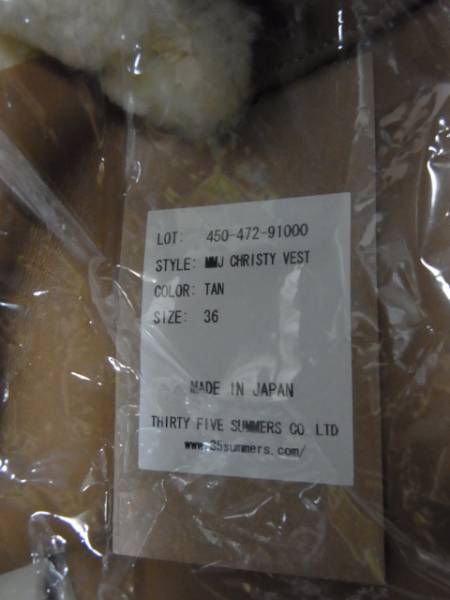 LOT: 450-472-91000
STYLE: MMJ CHRISTY VEST
COLOR: TAN
SIZE: 36
MADE IN JAPAN
THIRTY FIVE SUMMERS CO LTD
www.35summers.com/